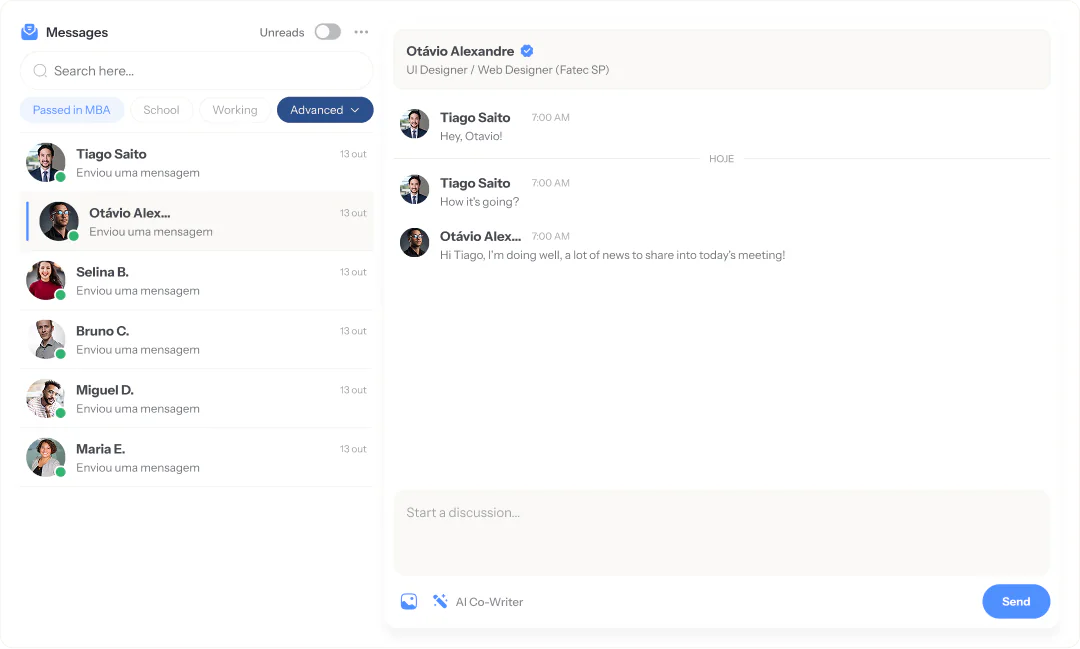 Messages
Unreads
Search here...
Passed in MBA
School
Working
Advanced
Tiago Saito
13 out
Enviou uma mensagem
Otávio Alex...
13 out
Enviou uma mensagem
Selina B.
13 out
Enviou uma mensagem
Bruno C.
13 out
Enviou uma mensagem
Miguel D.
13 out
Enviou uma mensagem
Maria E.
13 out
Enviou uma mensagem
Otávio Alexandre
UI Designer / Web Designer (Fatec SP)
Tiago Saito
7:00 AM
Hey, Otavio!
HOJE
Tiago Saito
7:00 AM
How it's going?
Otávio Alex...
7:00 AM
Hi Tiago, I'm doing well, a lot of news to share into today's meeting!
Start a discussion...
AI Co-Writer
Send